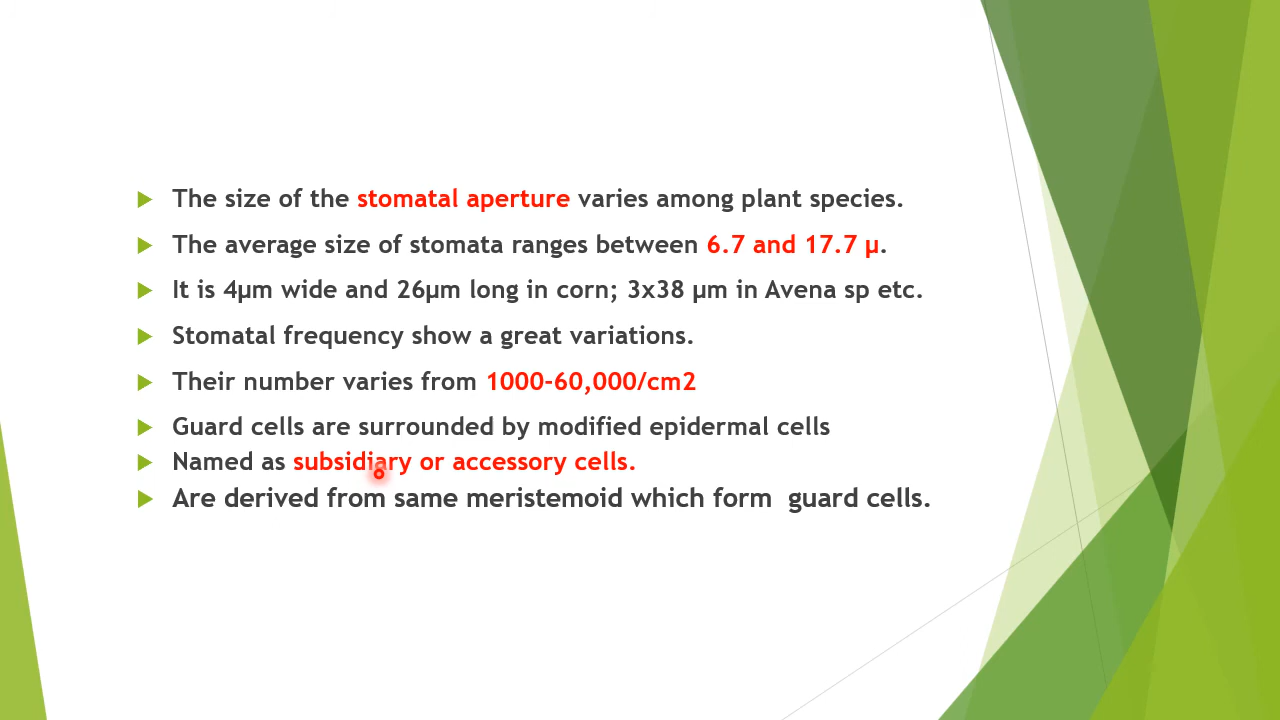 The size of the stomatal aperture varies among plant species.
The average size of stomata ranges between 6.7 and 17.7 µ.
It is 4µm wide and 26µm long in corn; 3x38 µm in Avena sp etc.
Stomatal frequency show a great variations.
Their number varies from 1000-60,000/cm2
Guard cells are surrounded by modified epidermal cells
Named as subsidiary or accessory cells.
Are derived from same meristemoid which form  guard cells.